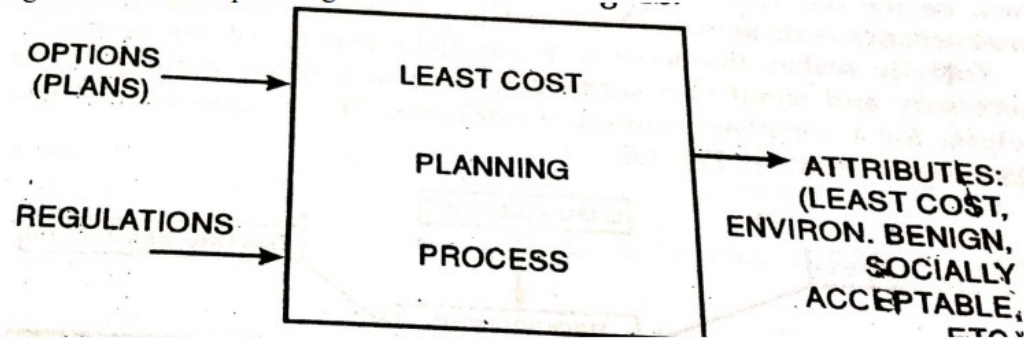 OPTIONS
(PLANS)
REGULATIONS
LEAST COST
PLANNING
PROCESS
ATTRIBUTES:
(LEAST COST,
ENVIRON. BENIGN,
SOCIALLY
ACCEPTABLE,